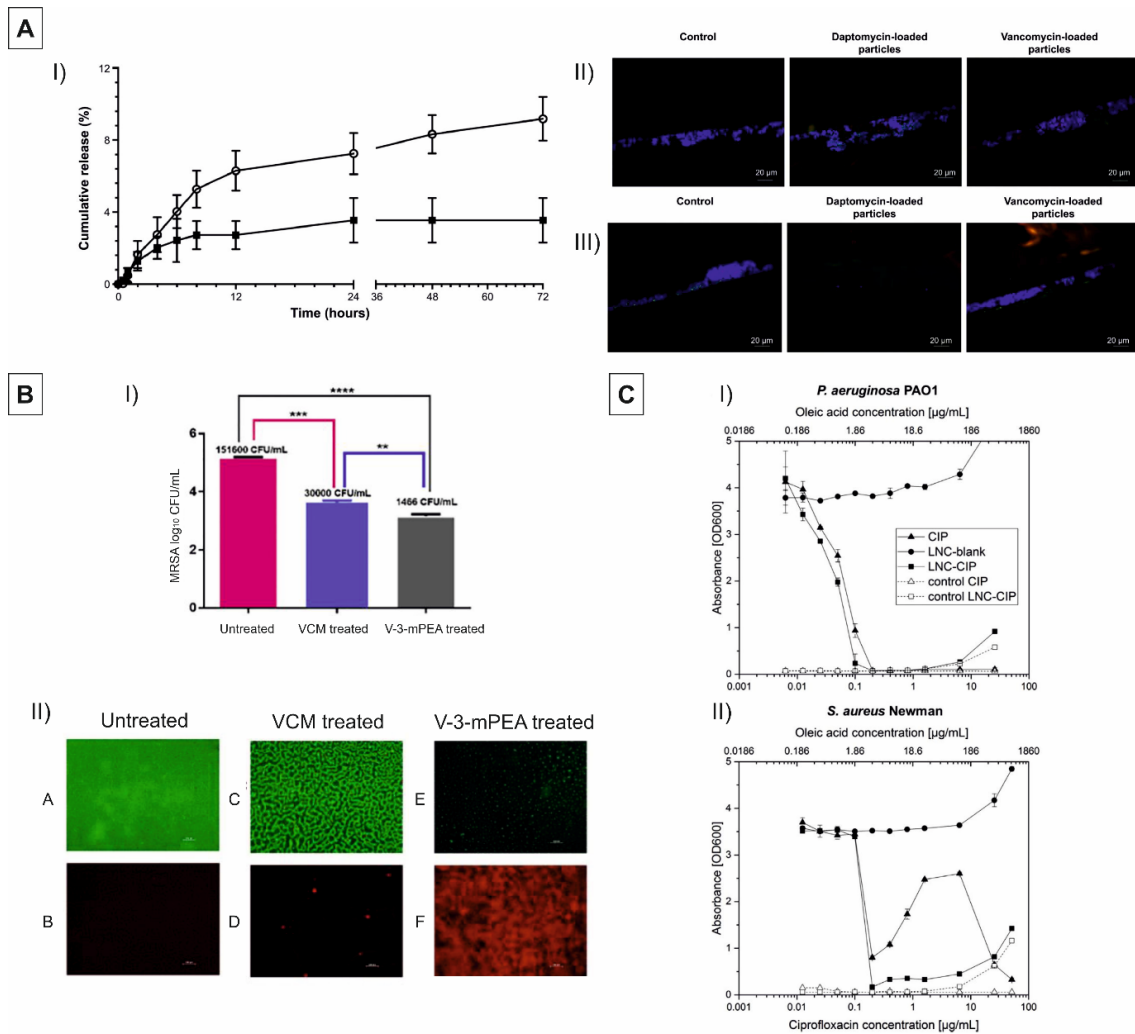 A
I)
Cumulative release (%)
12
8
4
0
0 12 24 36 48 60 72
Time (hours)
II)
Control
Daptomycin-loaded
particles
Vancomycin-loaded
particles
20 µm
20 µm
20 µm
III)
Control
Daptomycin-loaded
particles
Vancomycin-loaded
particles
20 µm
20 µm
20 µm
B
I)
MRSA log₁₀ CFU/mL
6
4
2
0
****
***
**
151600 CFU/mL
30000 CFU/mL
1466 CFU/mL
Untreated
VCM treated
V-3-mPEA treated
II)
Untreated
VCM treated
V-3-mPEA treated
A
C
E
B
D
F
C
I)
P. aeruginosa PAO1
Oleic acid concentration [µg/mL]
0.0186 0.186 1.86 18.6 186 1860
Absorbance [OD600]
5
4
3
2
1
0
CIP
LNC-blank
LNC-CIP
control CIP
control LNC-CIP
0.001 0.01 0.1 1 10 100
II)
S. aureus Newman
Oleic acid concentration [µg/mL]
0.0186 0.186 1.86 18.6 186 1860
Absorbance [OD600]
5
4
3
2
1
0
0.001 0.01 0.1 1 10 100
Ciprofloxacin concentration [µg/mL]